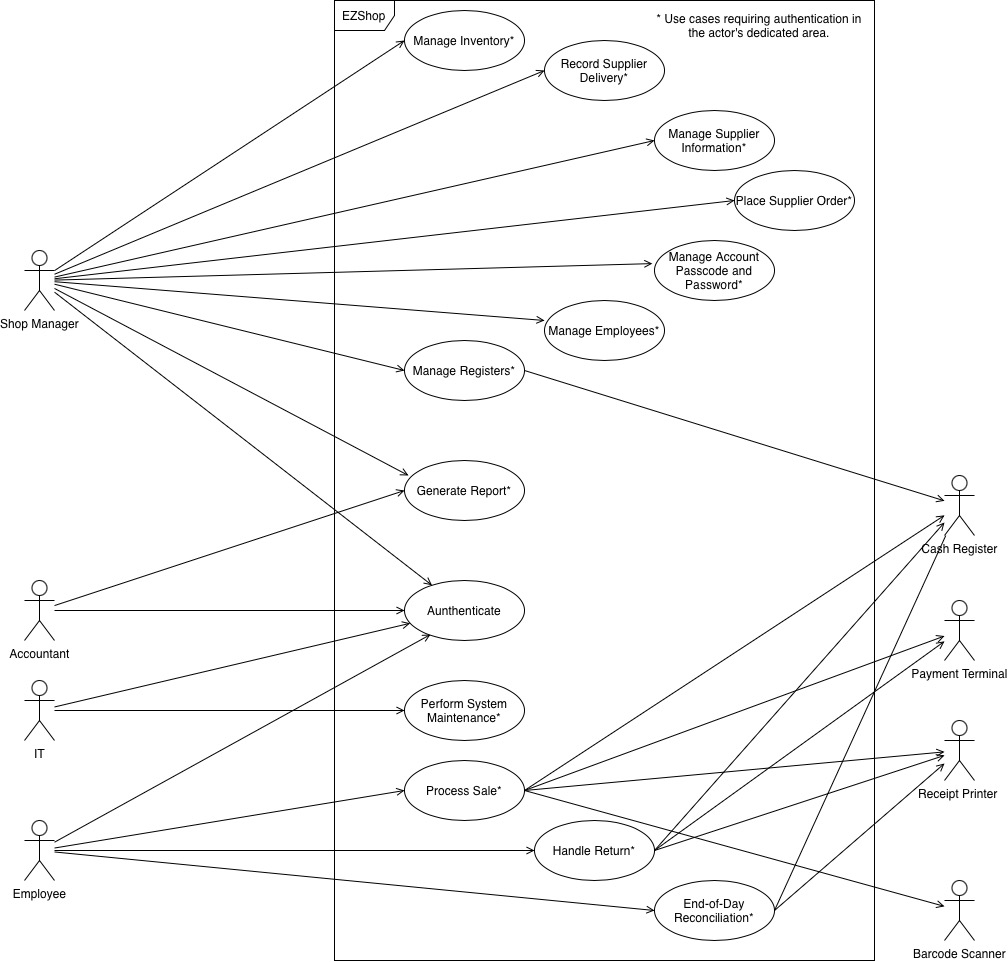 EZShop
* Use cases requiring authentication in
the actor's dedicated area.
Manage Inventory*
Record Supplier
Delivery*
Manage Supplier
Information*
Place Supplier Order*
Manage Account
Passcode and
Password*
Shop Manager
Manage Employees*
Manage Registers*
Generate Report*
Cash Register
Aunthenticate
Accountant
Payment Terminal
Perform System
Maintenance*
IT
Process Sale*
Receipt Printer
Handle Return*
Employee
End-of-Day
Reconciliation*
Barcode Scanner